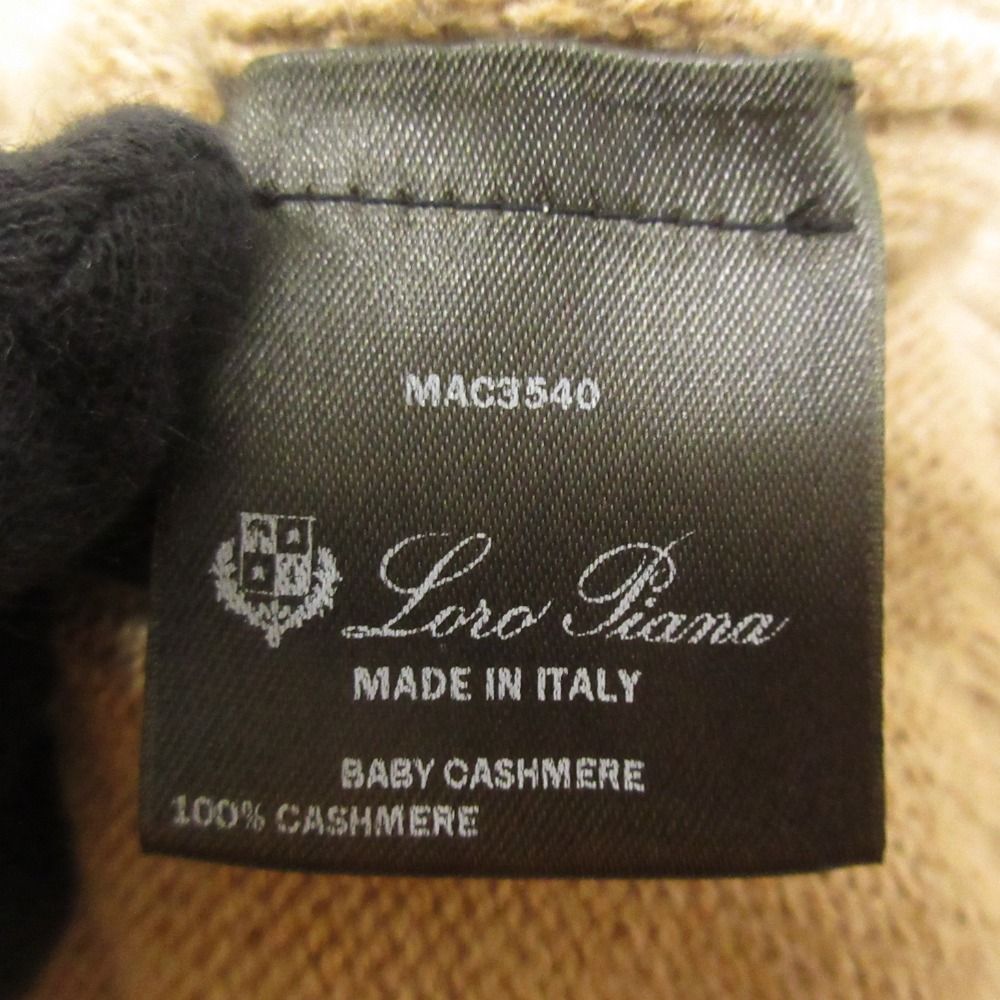 MAC3540
Loro Piana
MADE IN ITALY
BABY CASHMERE
100% CASHMERE